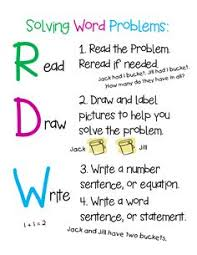 Solving Word Problems:
Read
1. Read the Problem.
Reread if needed.
Jack had 1 bucket. Jill had 1 bucket.
How many do they have in all?
Draw
2. Draw and label
pictures to help you
solve the problem.
Jack
Jill
Write
3. Write a number
sentence, or equation.
4. Write a word
sentence, or statement.
1 + 1 = 2
Jack and Jill have two buckets.